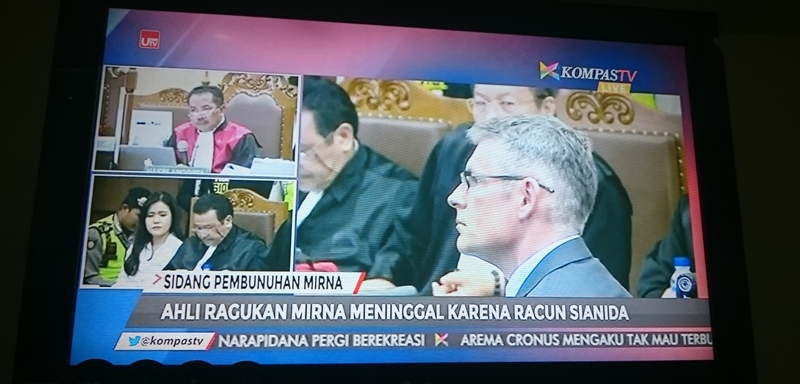 UTV
KOMPASTV
LIVE
SIDANG PEMBUNUHAN MIRNA
AHLI RAGUKAN MIRNA MENINGGAL KARENA RACUN SIANIDA
@kompastv NARAPIDANA PERGI BEREKREASI AREMA CRONUS MENGAKU TAK MAU TERBU